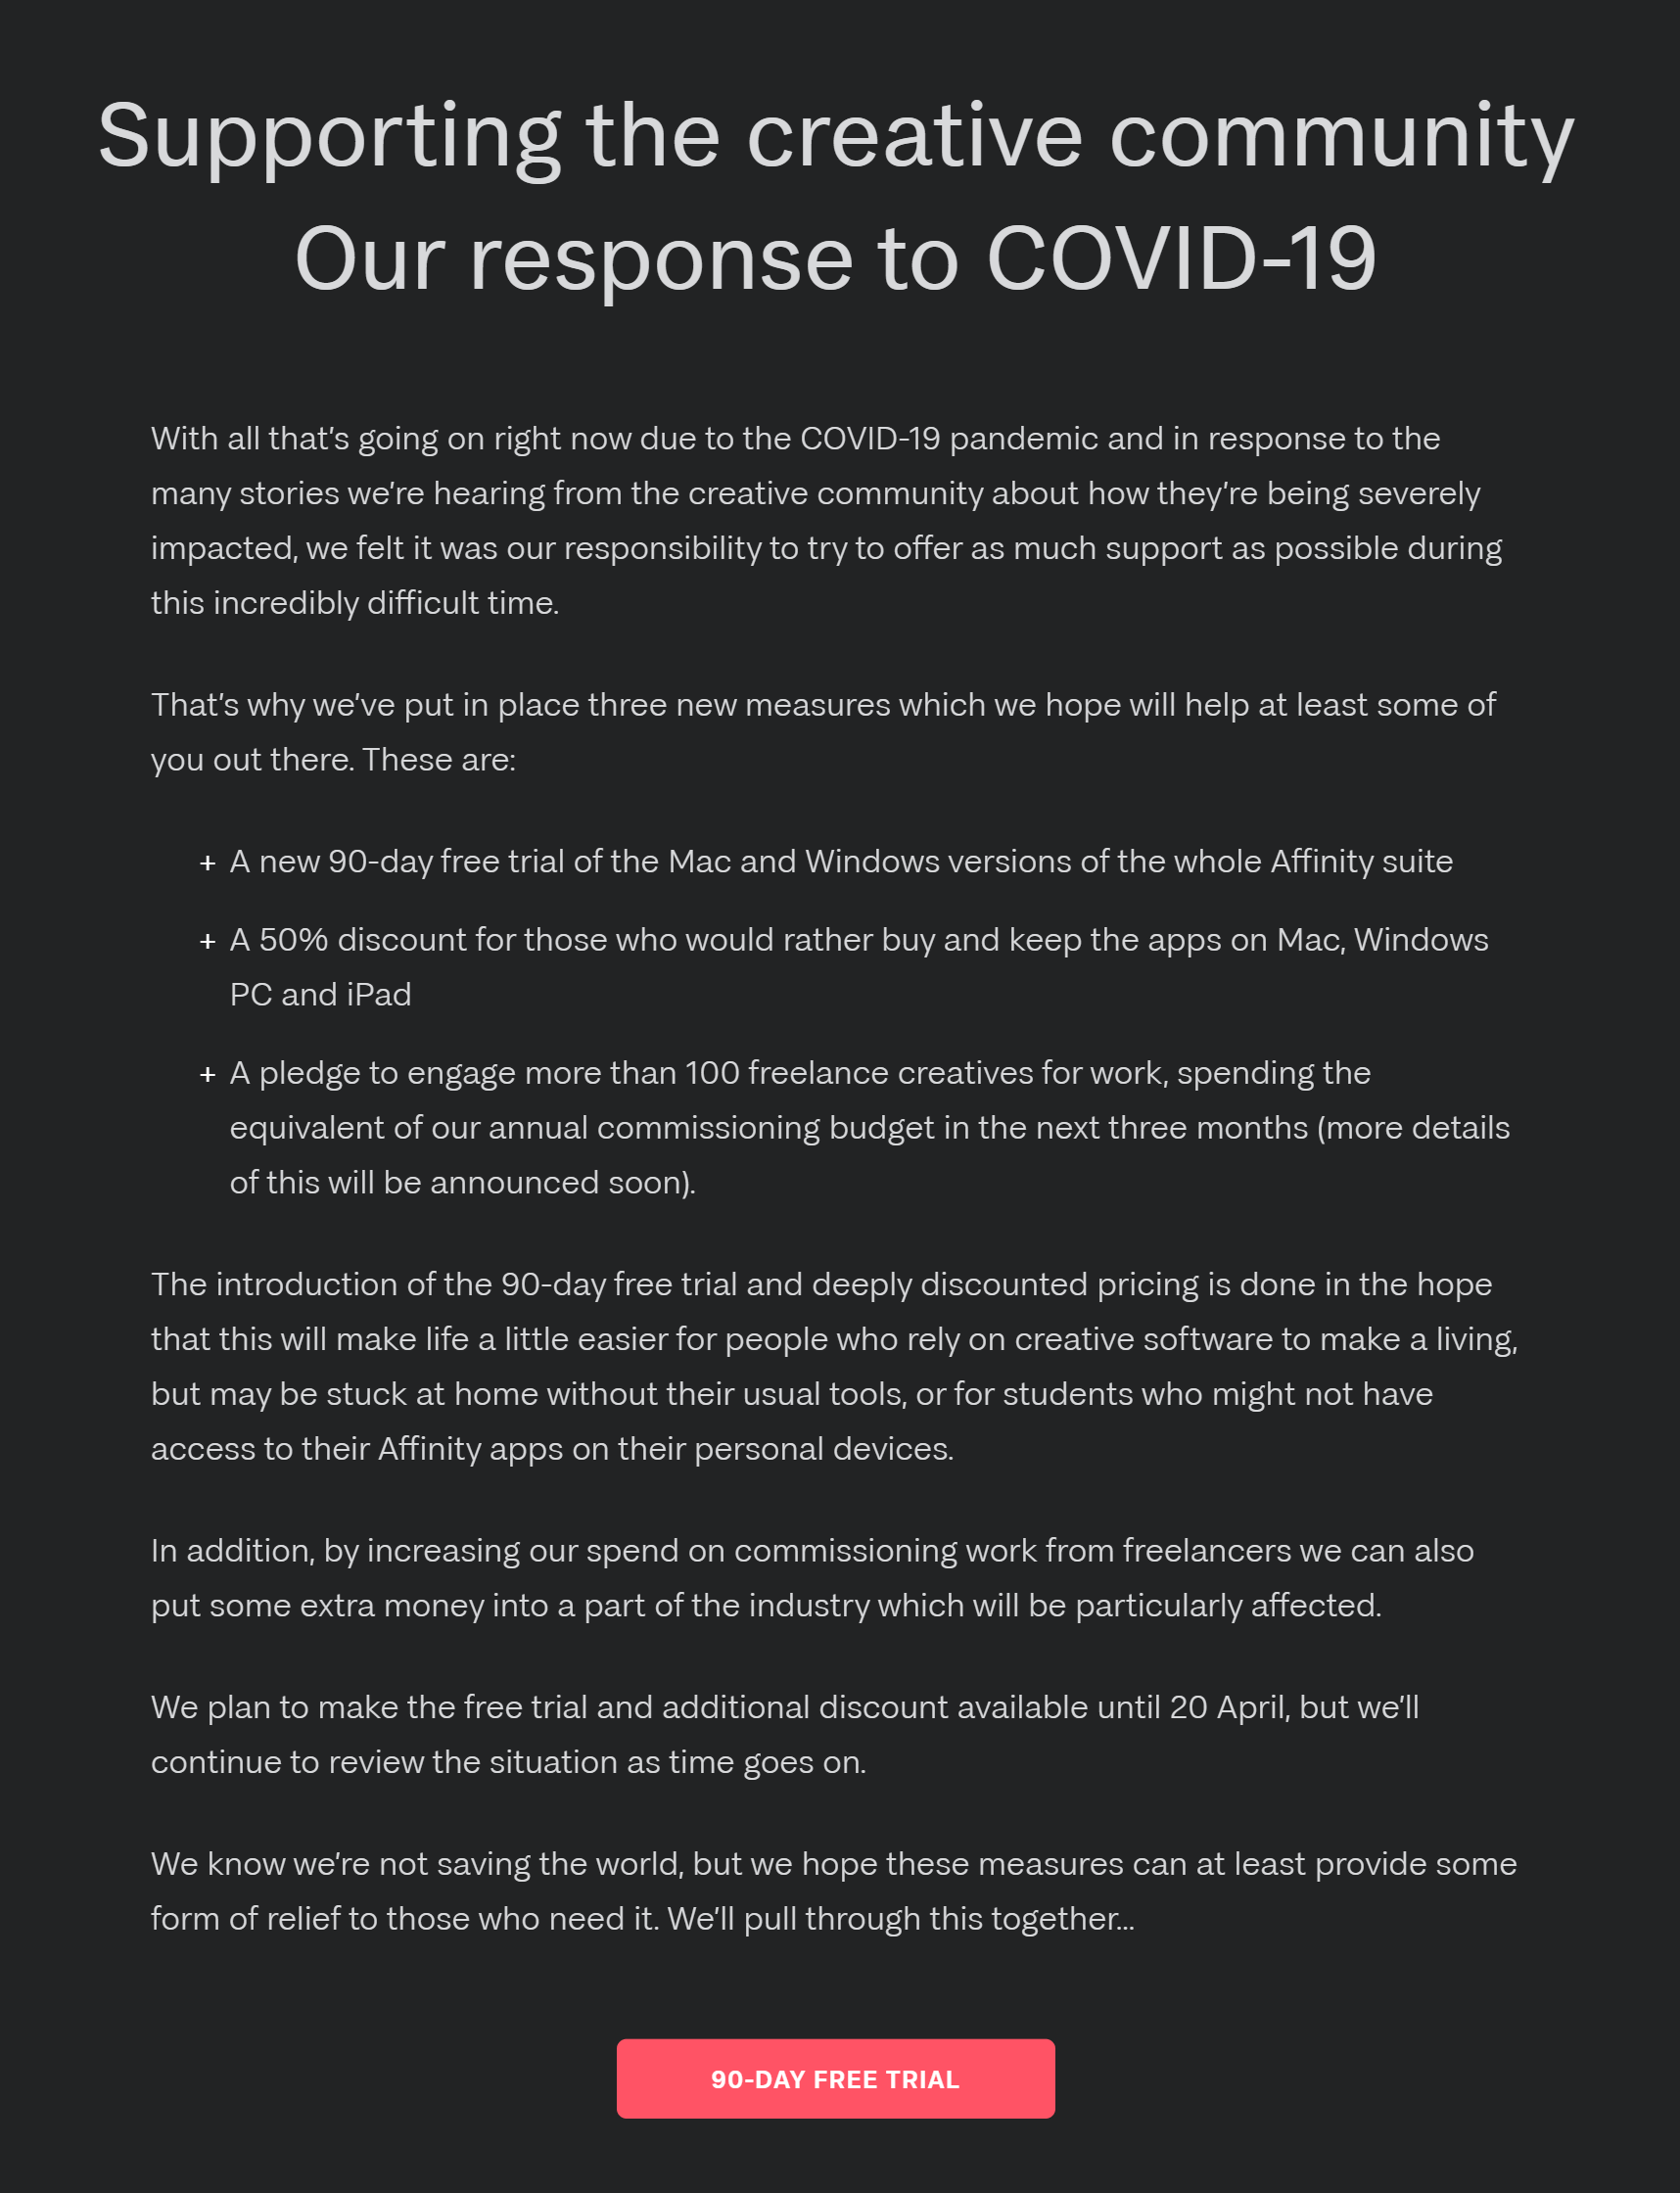 Supporting the creative community
Our response to COVID-19
With all that’s going on right now due to the COVID-19 pandemic and in response to the
many stories we’re hearing from the creative community about how they’re being severely
impacted, we felt it was our responsibility to try to offer as much support as possible during
this incredibly difficult time.
That’s why we’ve put in place three new measures which we hope will help at least some of
you out there. These are:
+ A new 90-day free trial of the Mac and Windows versions of the whole Affinity suite
+ A 50% discount for those who would rather buy and keep the apps on Mac, Windows
PC and iPad
+ A pledge to engage more than 100 freelance creatives for work, spending the
equivalent of our annual commissioning budget in the next three months (more details
of this will be announced soon).
The introduction of the 90-day free trial and deeply discounted pricing is done in the hope
that this will make life a little easier for people who rely on creative software to make a living,
but may be stuck at home without their usual tools, or for students who might not have
access to their Affinity apps on their personal devices.
In addition, by increasing our spend on commissioning work from freelancers we can also
put some extra money into a part of the industry which will be particularly affected.
We plan to make the free trial and additional discount available until 20 April, but we’ll
continue to review the situation as time goes on.
We know we’re not saving the world, but we hope these measures can at least provide some
form of relief to those who need it. We’ll pull through this together...
90-DAY FREE TRIAL